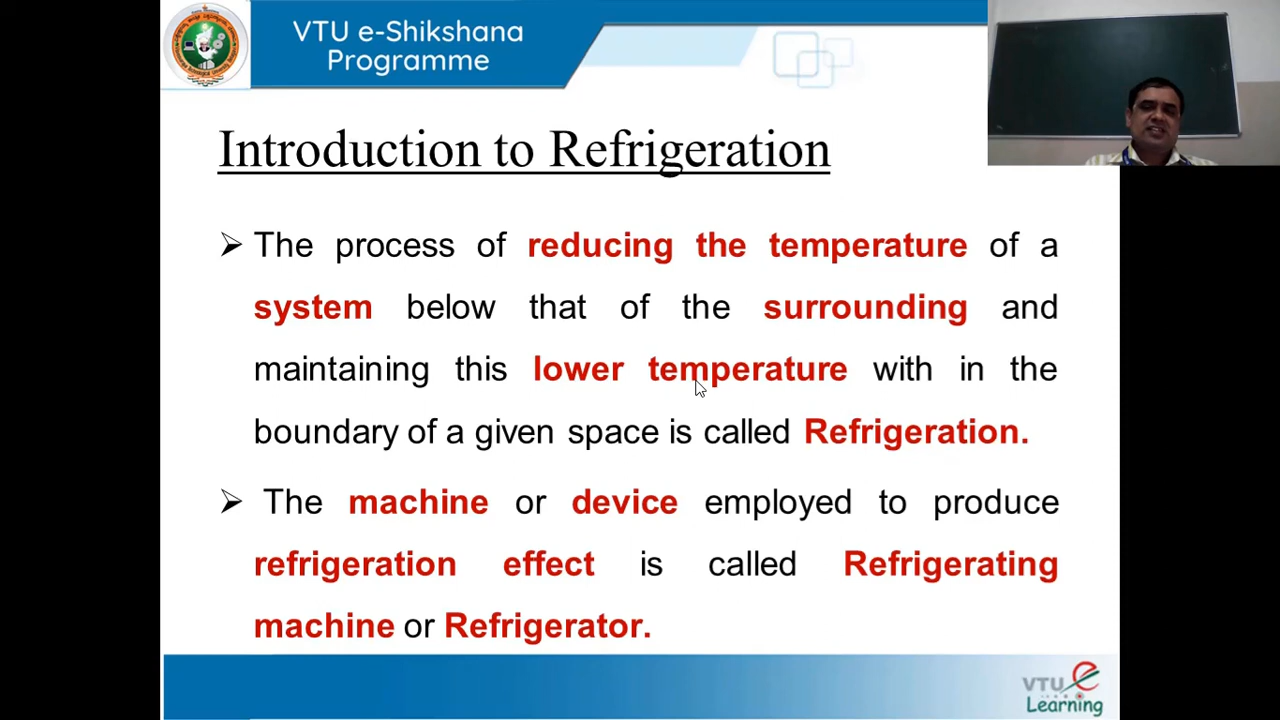 VTU e-Shikshana
Programme
Introduction to Refrigeration
➢ The process of reducing the temperature of a
system below that of the surrounding and
maintaining this lower temperature with in the
boundary of a given space is called Refrigeration.
➢ The machine or device employed to produce
refrigeration effect is called Refrigerating
machine or Refrigerator.
VTU e
Learning